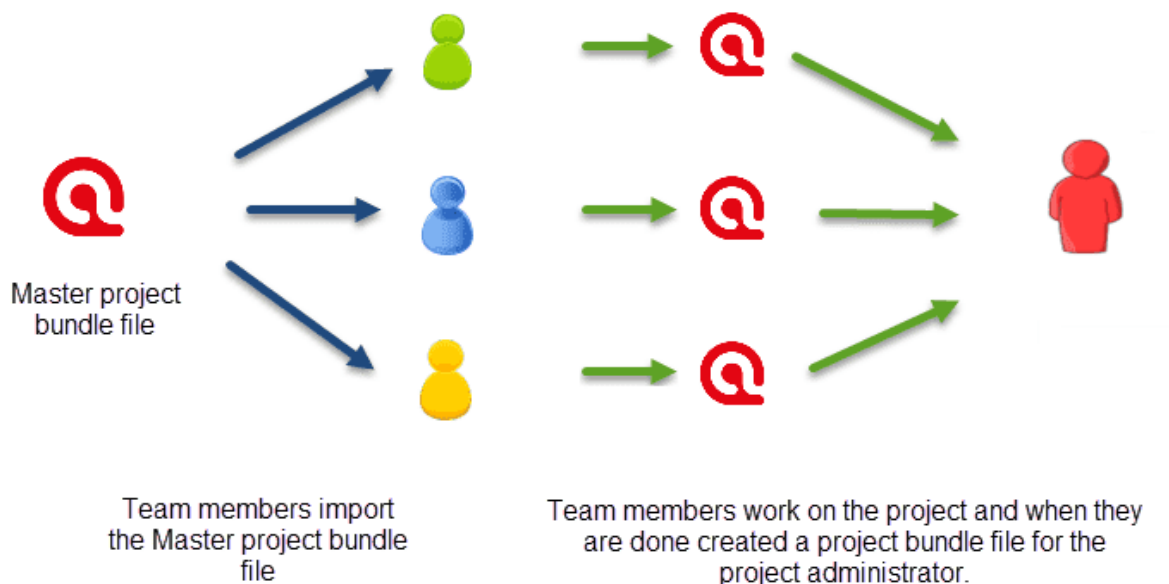 Master project
bundle file
Team members import
the Master project bundle
file
Team members work on the project and when they
are done created a project bundle file for the
project administrator.